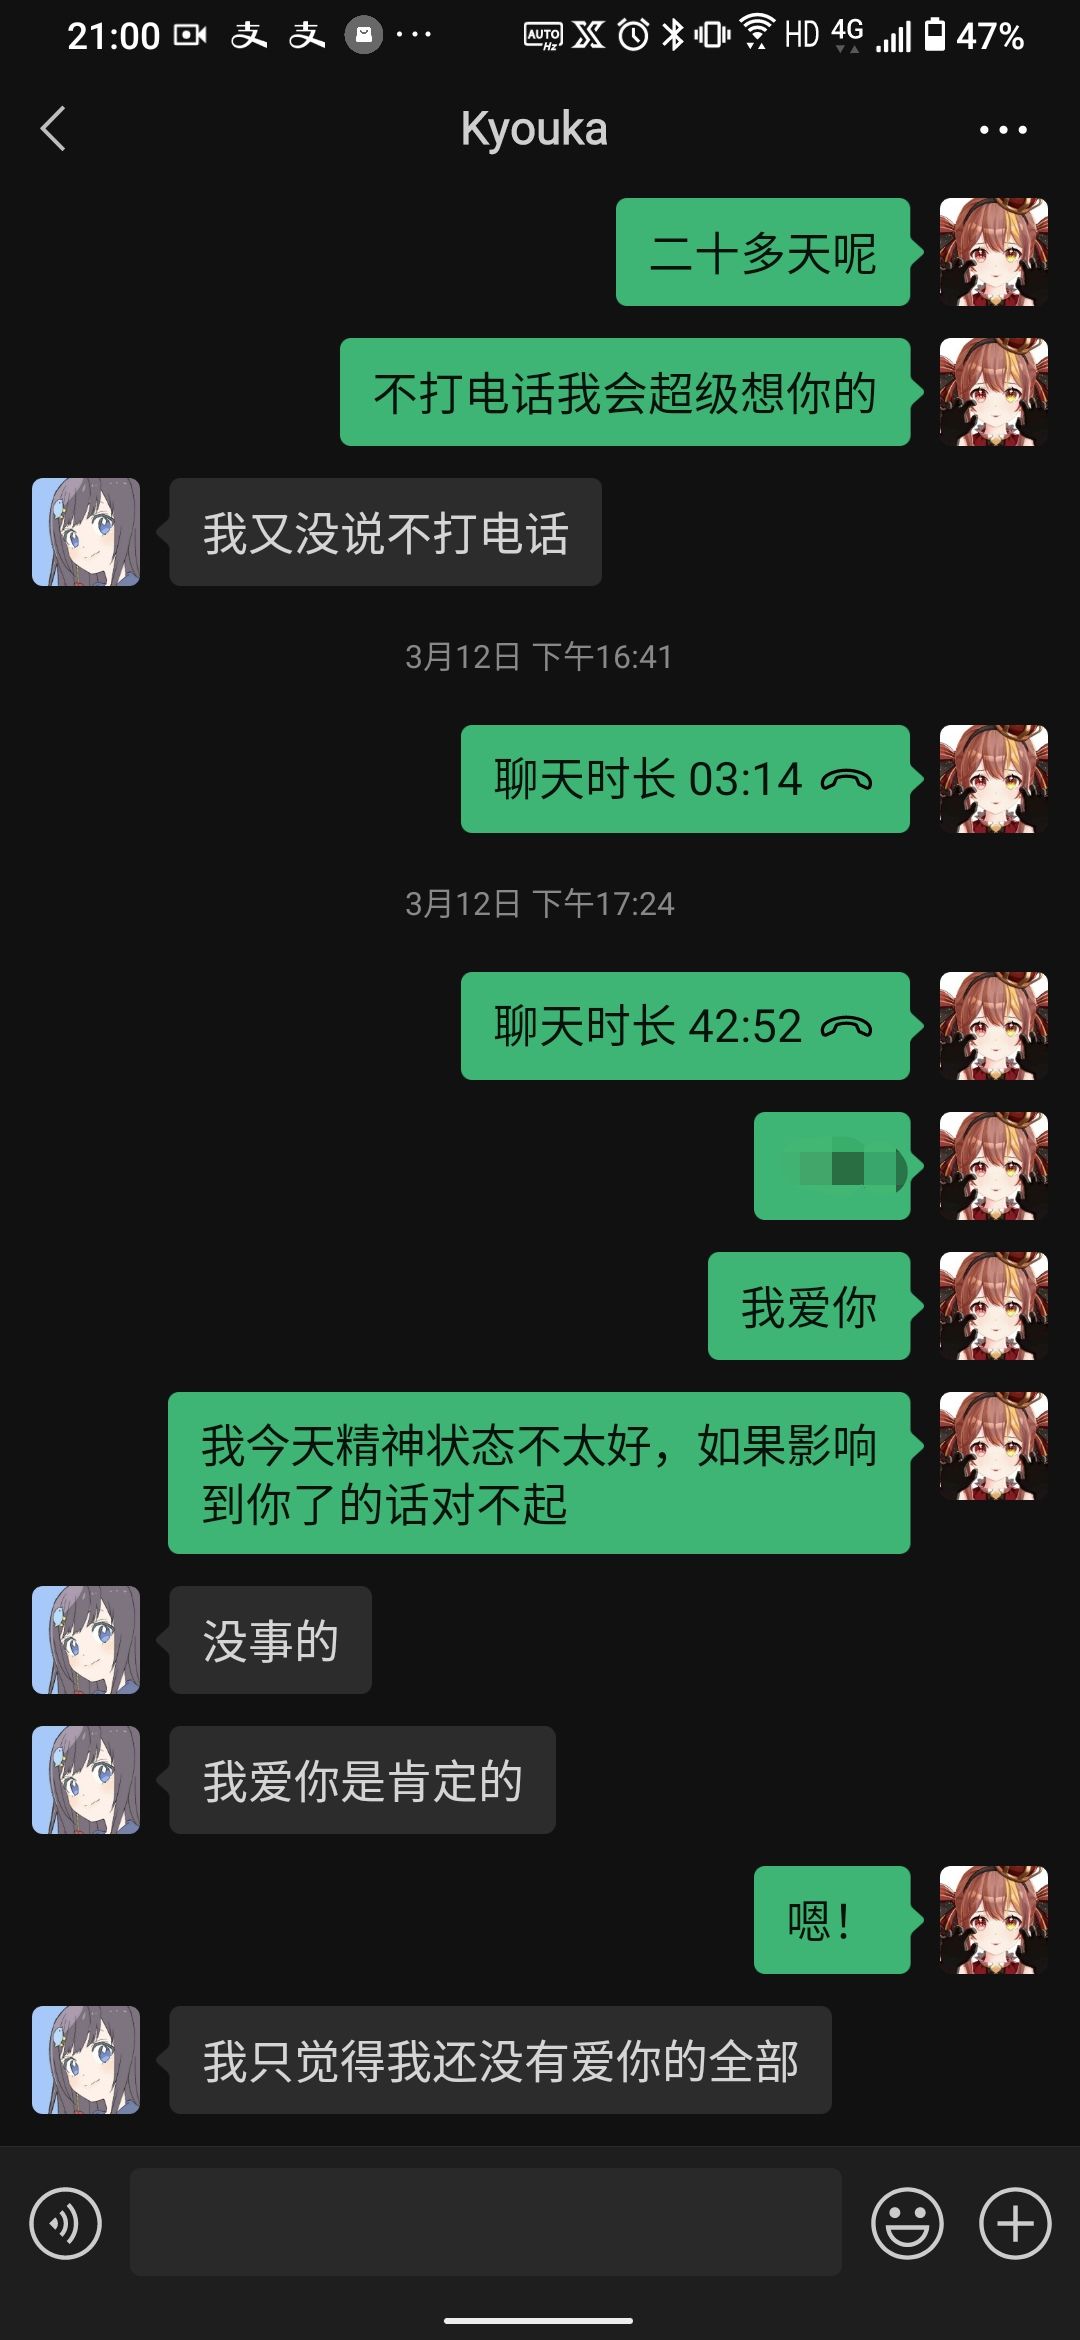 21:00
AUTO
Hz
HD
4G
47%
Kyouka
二十多天呢
不打电话我会超级想你的
我又没说不打电话
3月12日 下午16:41
聊天时长 03:14
3月12日 下午17:24
聊天时长 42:52
我爱你
我今天精神状态不太好，如果影响
到你了的话对不起
没事的
我爱你是肯定的
嗯！
我只觉得我还没有爱你的全部